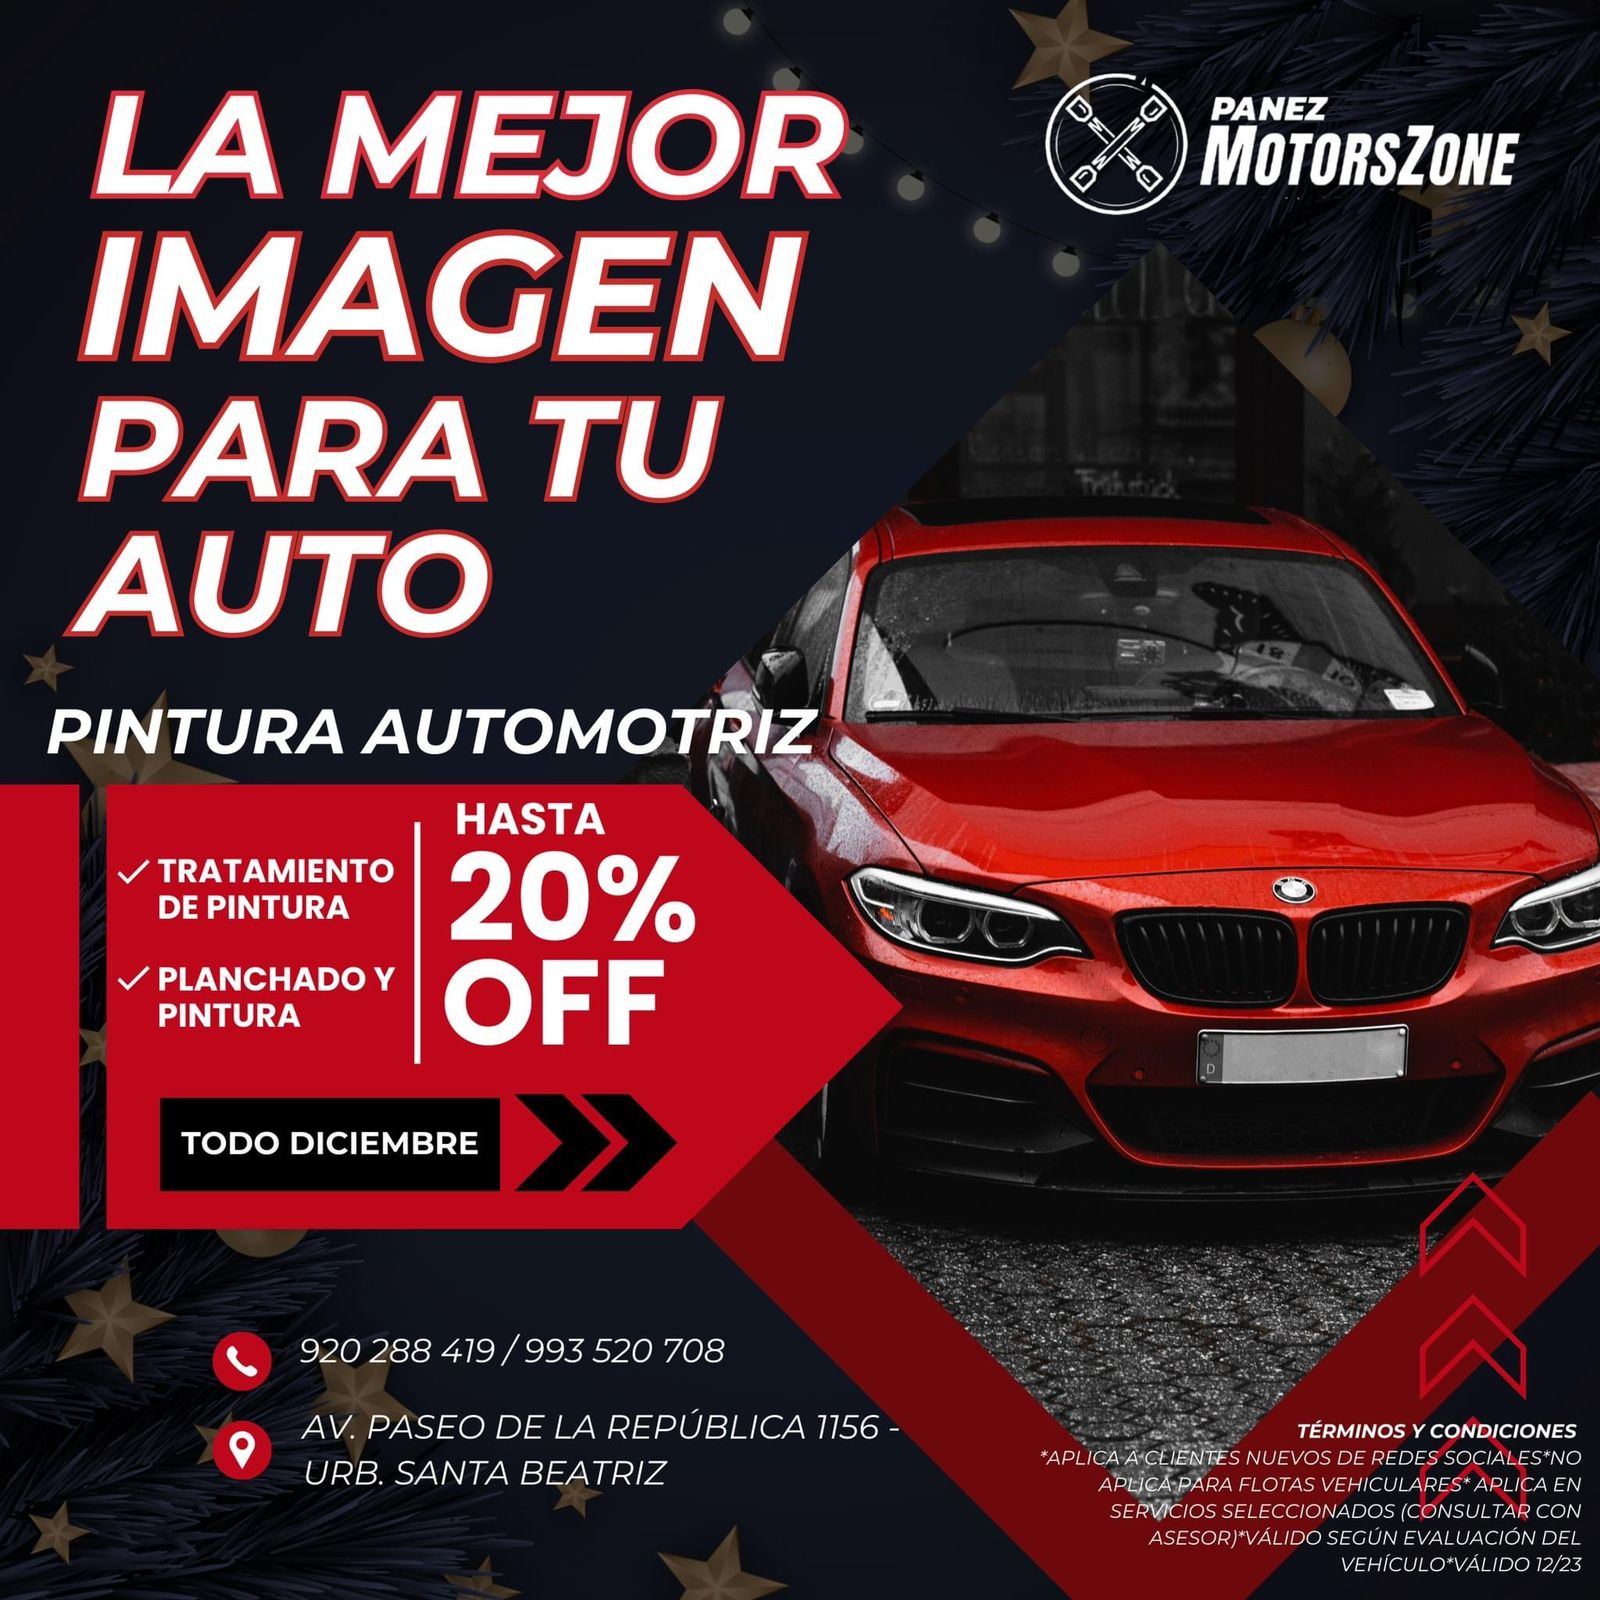 LA MEJOR
IMAGEN
PARA TU
AUTO
PANEZ
MOTORSZONE
PINTURA AUTOMOTRIZ
TRATAMIENTO
DE PINTURA
PLANCHADO Y
PINTURA
HASTA
20%
OFF
TODO DICIEMBRE
D
920 288 419 / 993 520 708
AV. PASEO DE LA REPÚBLICA 1156 -
URB. SANTA BEATRIZ
TÉRMINOS Y CONDICIONES
*APLICA A CLIENTES NUEVOS DE REDES SOCIALES*NO
APLICA PARA FLOTAS VEHICULARES* APLICA EN
SERVICIOS SELECCIONADOS (CONSULTAR CON
ASESOR)*VÁLIDO SEGÚN EVALUACIÓN DEL
VEHÍCULO*VÁLIDO 12/23